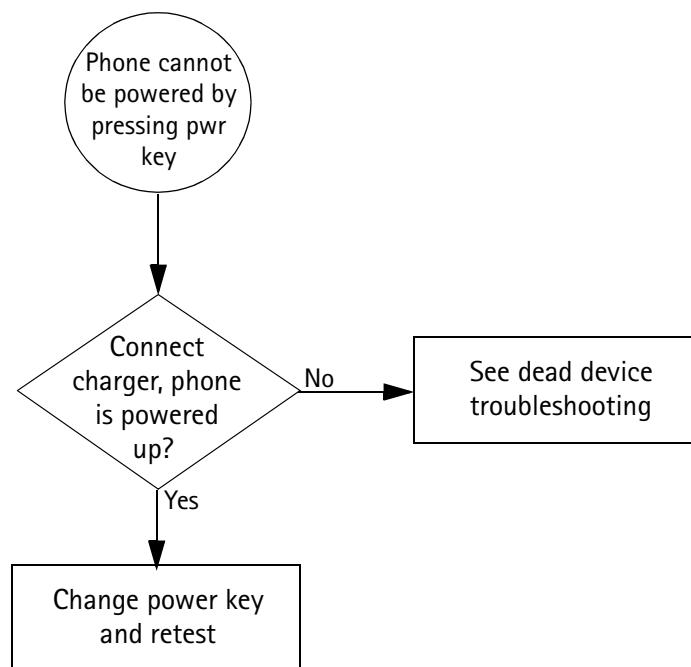 Phone cannot
be powered by
pressing pwr
key
Connect
charger, phone
is powered
up?
No
See dead device
troubleshooting
Yes
Change power key
and retest